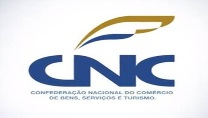 CNC
CONFEDERAÇÃO NACIONAL DO COMÉRCIO
DE BENS, SERVIÇOS E TURISMO.